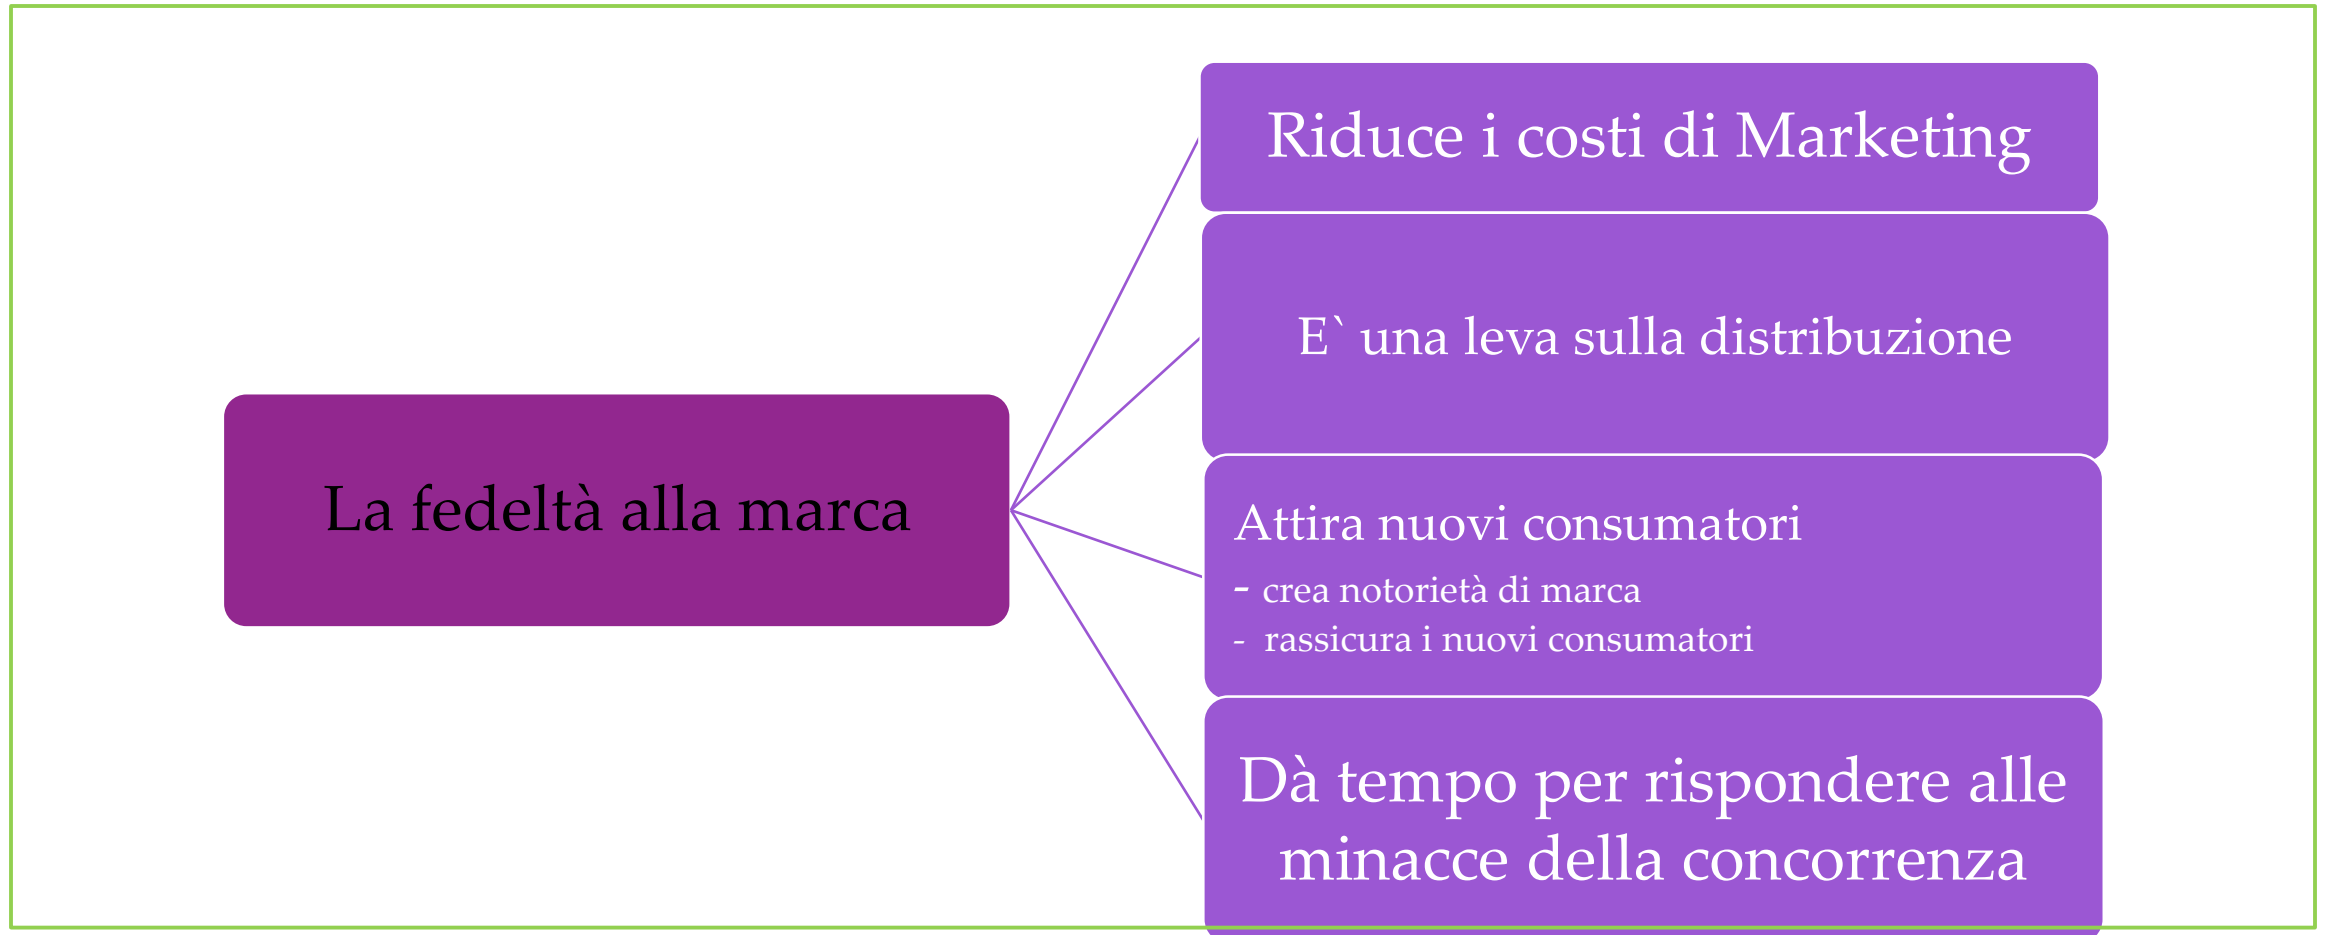 La fedeltà alla marca
Riduce i costi di Marketing
E` una leva sulla distribuzione
Attira nuovi consumatori
- crea notorietà di marca
- rassicura i nuovi consumatori
Dà tempo per rispondere alle
minacce della concorrenza